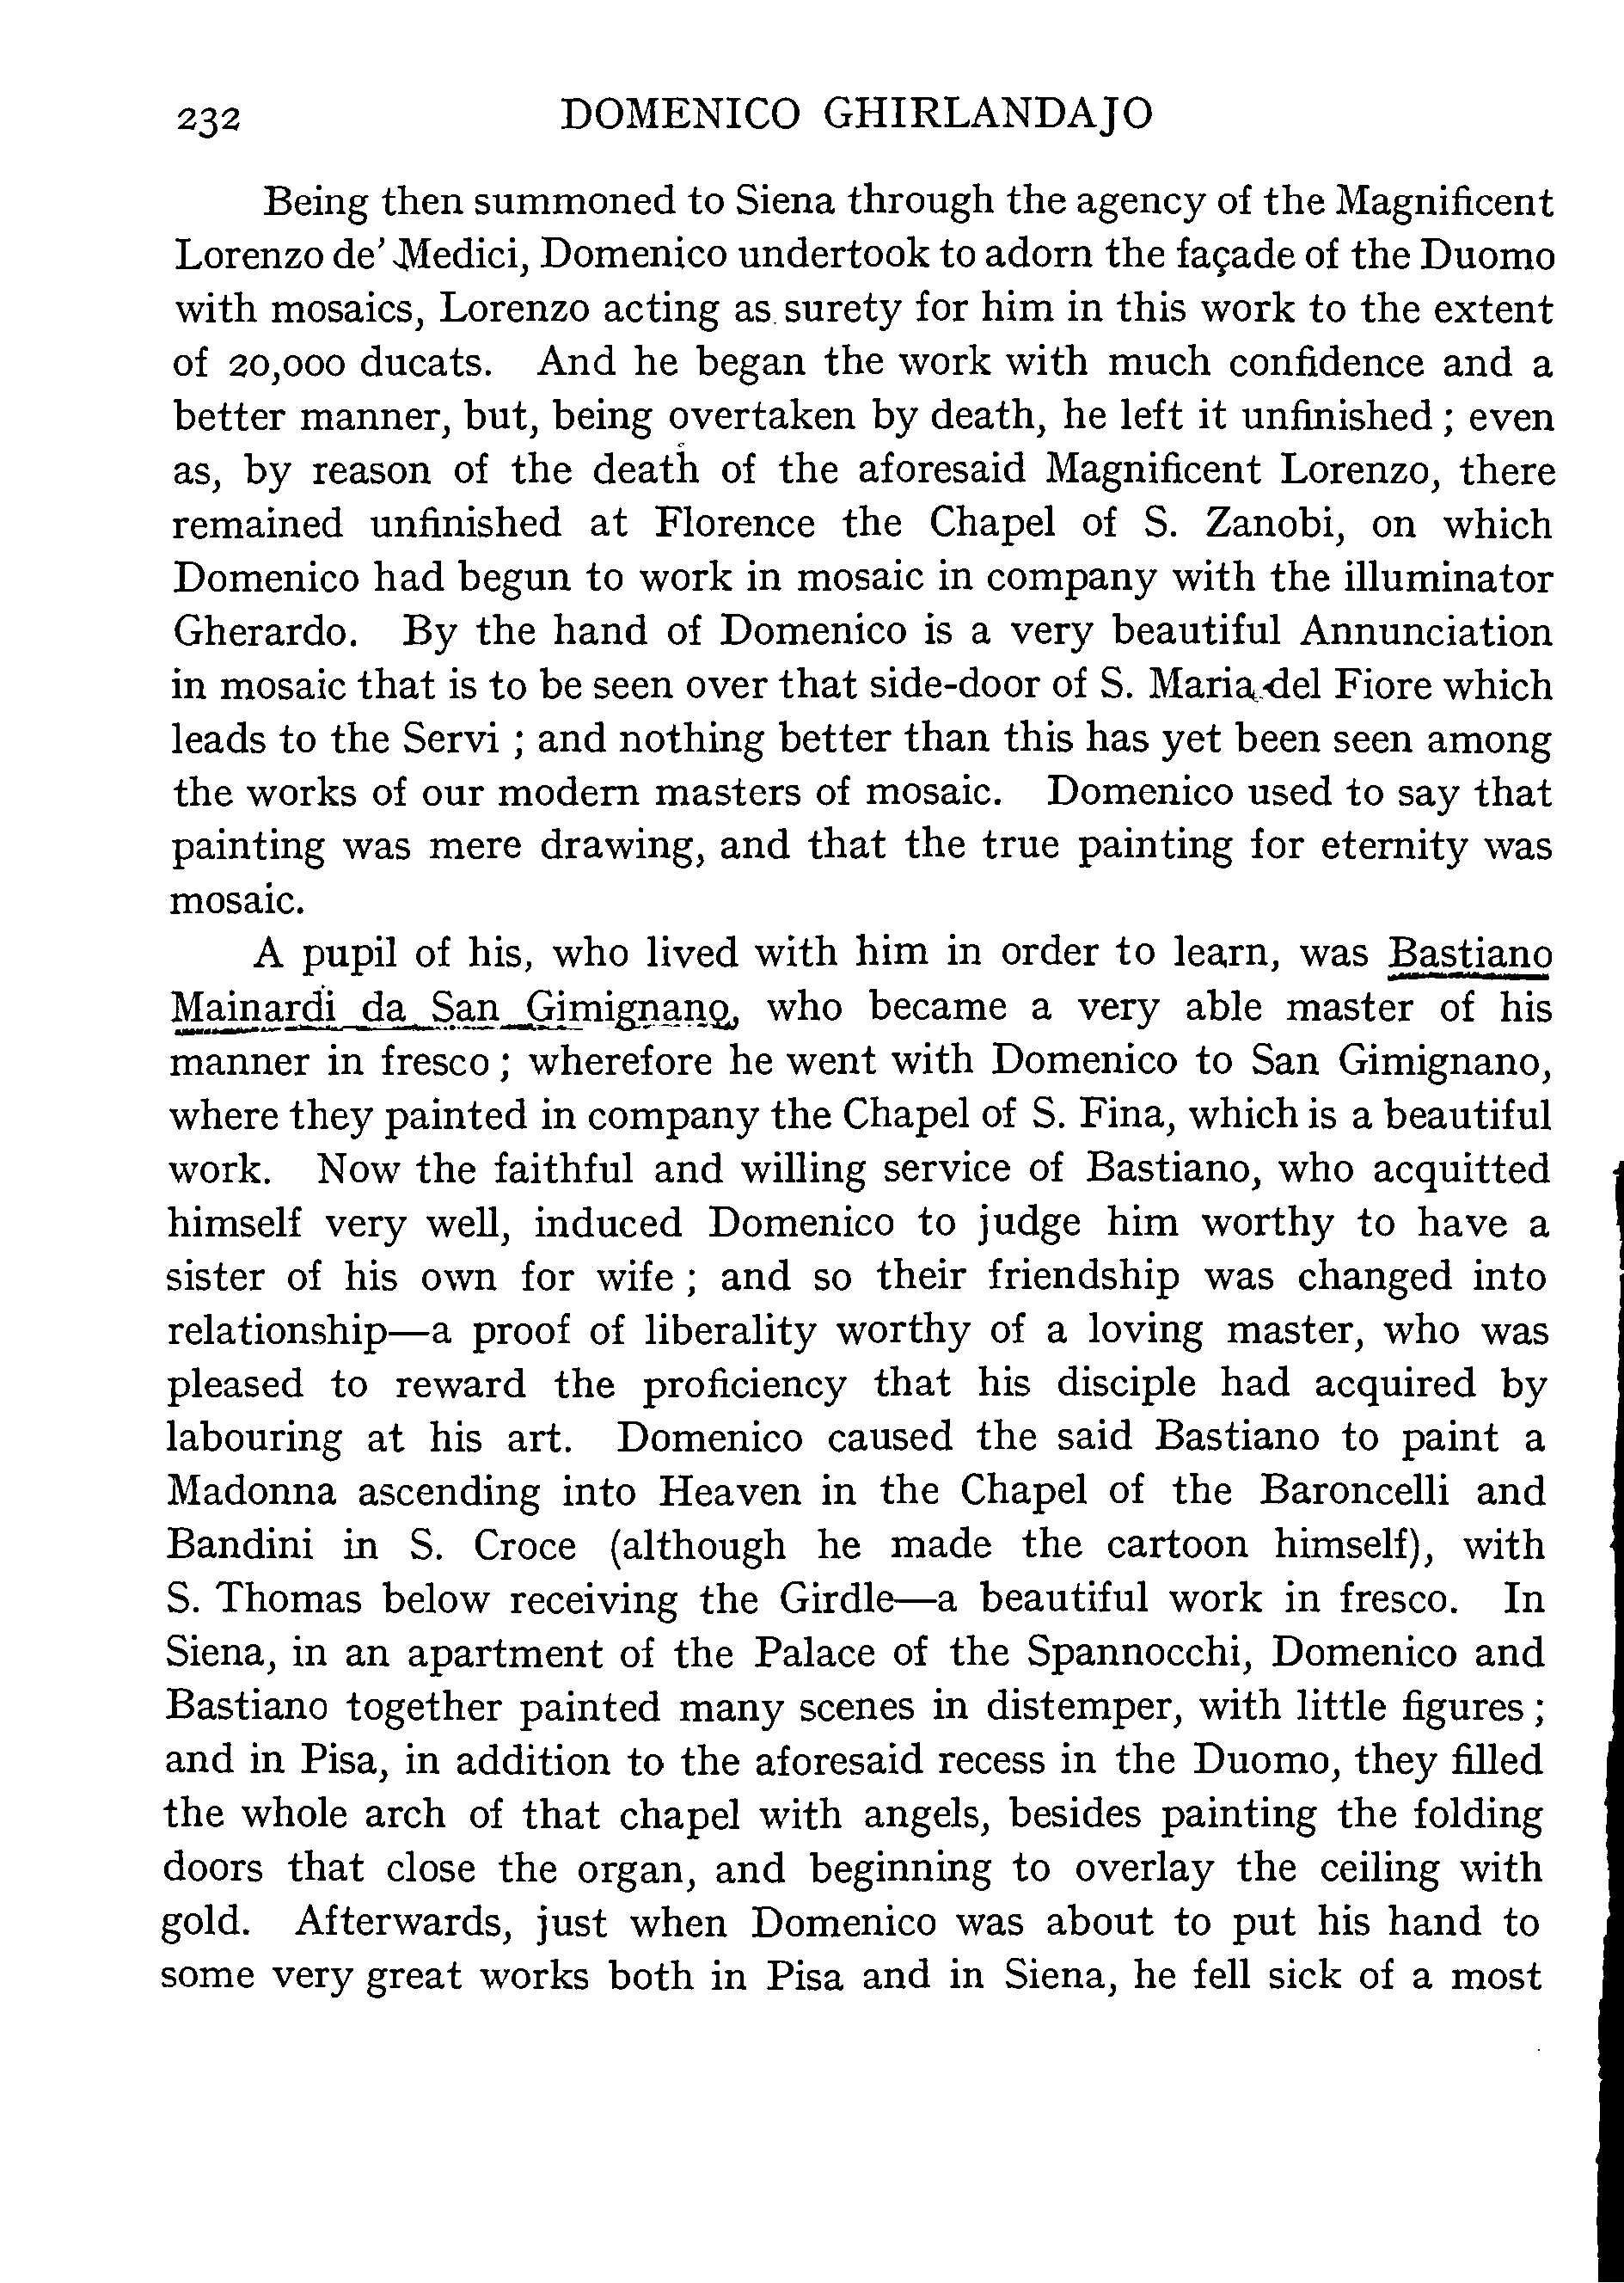 232 DOMENICO GHIRLANDAJO
Being then summoned to Siena through the agency of the Magnificent
Lorenzo de' Medici, Domenico undertook to adorn the façade of the Duomo
with mosaics, Lorenzo acting as surety for him in this work to the extent
of 20,000 ducats. And he began the work with much confidence and a
better manner, but, being overtaken by death, he left it unfinished ; even
as, by reason of the death of the aforesaid Magnificent Lorenzo, there
remained unfinished at Florence the Chapel of S. Zanobi, on which
Domenico had begun to work in mosaic in company with the illuminator
Gherardo. By the hand of Domenico is a very beautiful Annunciation
in mosaic that is to be seen over that side-door of S. Maria del Fiore which
leads to the Servi ; and nothing better than this has yet been seen among
the works of our modern masters of mosaic. Domenico used to say that
painting was mere drawing, and that the true painting for eternity was
mosaic.
A pupil of his, who lived with him in order to learn, was Bastiano
Mainardi da San Gimignano, who became a very able master of his
manner in fresco ; wherefore he went with Domenico to San Gimignano,
where they painted in company the Chapel of S. Fina, which is a beautiful
work. Now the faithful and willing service of Bastiano, who acquitted
himself very well, induced Domenico to judge him worthy to have a
sister of his own for wife ; and so their friendship was changed into
relationship—a proof of liberality worthy of a loving master, who was
pleased to reward the proficiency that his disciple had acquired by
labouring at his art. Domenico caused the said Bastiano to paint a
Madonna ascending into Heaven in the Chapel of the Baroncelli and
Bandini in S. Croce (although he made the cartoon himself), with
S. Thomas below receiving the Girdle—a beautiful work in fresco. In
Siena, in an apartment of the Palace of the Spannocchi, Domenico and
Bastiano together painted many scenes in distemper, with little figures ;
and in Pisa, in addition to the aforesaid recess in the Duomo, they filled
the whole arch of that chapel with angels, besides painting the folding
doors that close the organ, and beginning to overlay the ceiling with
gold. Afterwards, just when Domenico was about to put his hand to
some very great works both in Pisa and in Siena, he fell sick of a most